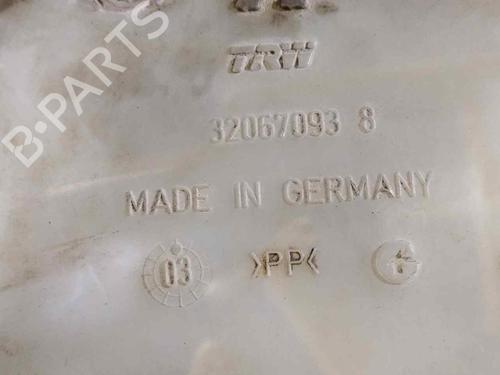 TRW
32067093 8
MADE IN GERMANY
03 >PP<
B-PARTS